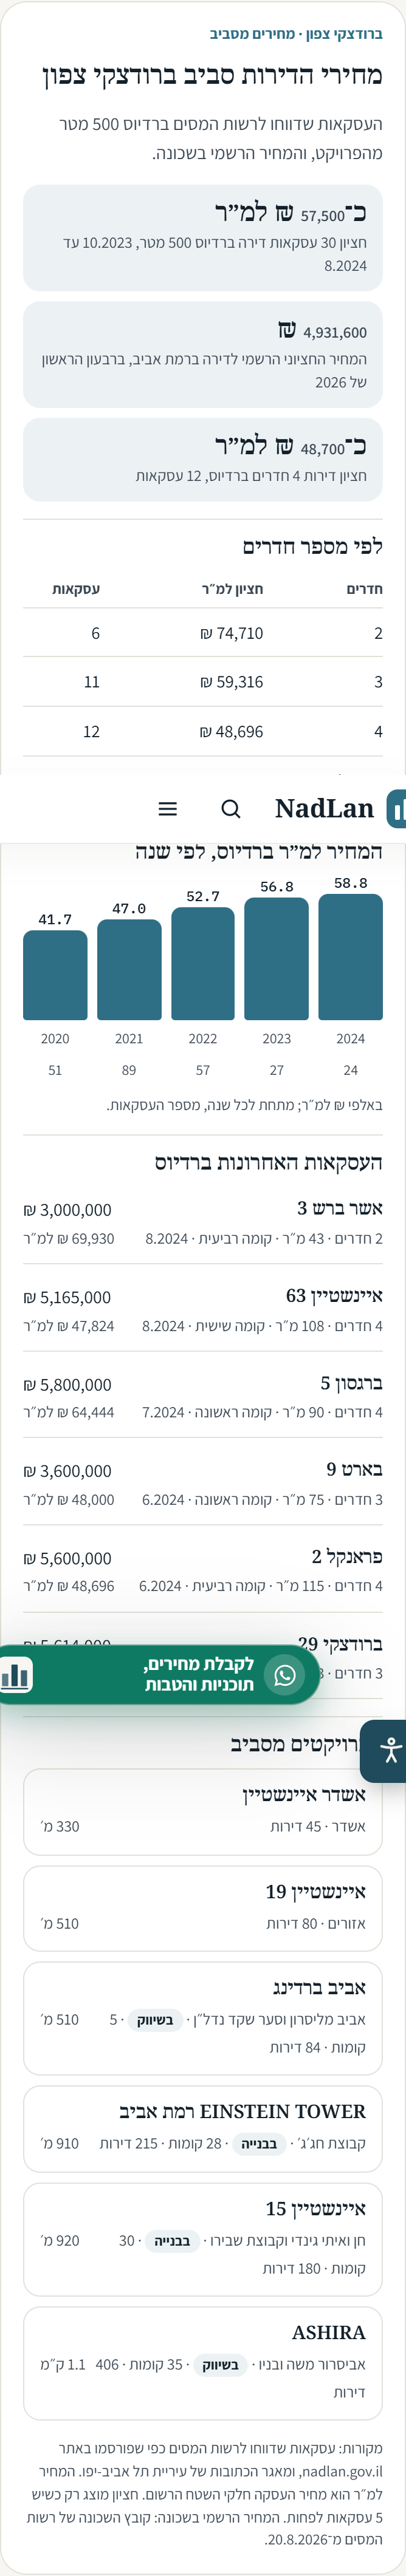 ברודצקי צפון · מחירים מסביב
מחירי הדירות סביב ברודצקי צפון
העסקאות שדווחו לרשות המסים ברדיוס 500 מטר
מהפרויקט, והמחיר הרשמי בשכונה.
כ־57,500 ₪ למ״ר
חציון 30 עסקאות דירה ברדיוס 500 מטר, 10.2023 עד
8.2024
4,931,600 ₪
המחיר החציוני הרשמי לדירה ברמת אביב, ברבעון הראשון
של 2026
כ־48,700 ₪ למ״ר
חציון דירות 4 חדרים ברדיוס, 12 עסקאות
לפי מספר חדרים
חדרים חציון למ״ר עסקאות
2 74,710 ₪ 6
3 59,316 ₪ 11
4 48,696 ₪ 12
NadLan
המחיר למ״ר ברדיוס, לפי שנה
58.8 56.8 52.7 47.0 41.7
2024 2023 2022 2021 2020
24 27 57 89 51
באלפי ₪ למ״ר; מתחת לכל שנה, מספר העסקאות.
העסקאות האחרונות ברדיוס
אשר ברש 3 3,000,000 ₪
2 חדרים · 43 מ״ר · קומה רביעית · 8.2024 69,930 ₪ למ״ר
איינשטיין 63 5,165,000 ₪
4 חדרים · 108 מ״ר · קומה שישית · 8.2024 47,824 ₪ למ״ר
ברגסון 5 5,800,000 ₪
4 חדרים · 90 מ״ר · קומה ראשונה · 7.2024 64,444 ₪ למ״ר
בארט 9 3,600,000 ₪
3 חדרים · 75 מ״ר · קומה ראשונה · 6.2024 48,000 ₪ למ״ר
פראנקל 2 5,600,000 ₪
4 חדרים · 115 מ״ר · קומה רביעית · 6.2024 48,696 ₪ למ״ר
ברודצקי 29
3 חדרים ·
לקבלת מחירים,
תוכניות והטבות
פרויקטים מסביב
אשדר איינשטיין
אשדר · 45 דירות 330 מ׳
איינשטיין 19
אזורים · 80 דירות 510 מ׳
אביב ברדינג
אביב מליסרון וסער שקד נדל״ן · בשיווק · 5 510 מ׳
קומות · 84 דירות
EINSTEIN TOWER רמת אביב
קבוצת חג׳ג׳ · בבנייה · 28 קומות · 215 דירות 910 מ׳
איינשטיין 15
חן ואיתי גינדי וקבוצת שבירו · בבנייה · 30 920 מ׳
קומות · 180 דירות
ASHIRA
אביסרור משה ובניו · בשיווק · 35 קומות · 406 1.1 ק״מ
דירות
מקורות: עסקאות שדווחו לרשות המסים כפי שפורסמו באתר
nadlan.gov.il, ומאגר הכתובות של עיריית תל אביב-יפו. המחיר
למ״ר הוא מחיר העסקה חלקי השטח הרשום. חציון מוצג רק כשיש
5 עסקאות לפחות. המחיר הרשמי בשכונה: קובץ השכונה של רשות
המסים מ־20.8.2026.